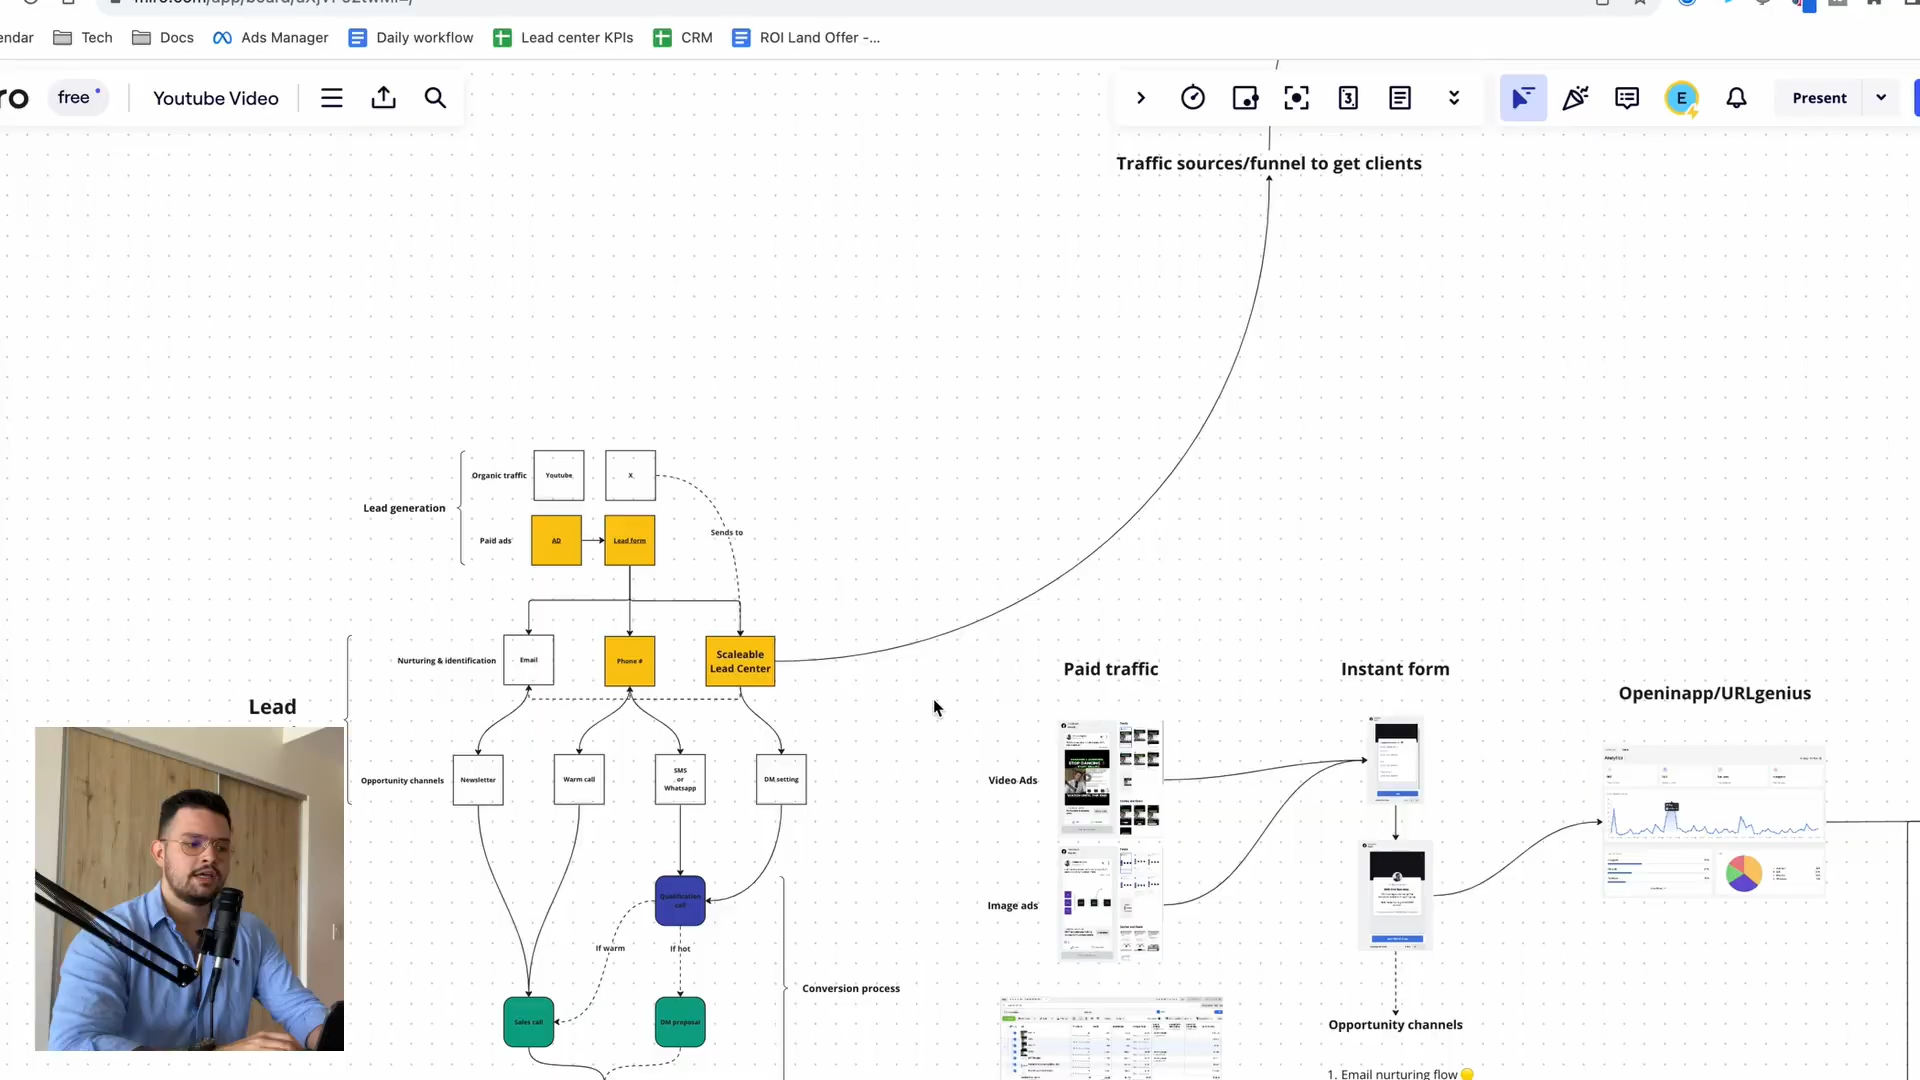 Tech
Docs
Ads Manager
Daily workflow
Lead center KPIs
CRM
ROI Land Offer -...
free
Youtube Video
3
E
Present
Traffic sources/funnel to get clients
Organic traffic
Youtube
X
Lead generation
Paid ads
AD
Lead form
Sends to
Nurturing & identification
Email
Phone #
Scaleable
Lead Center
Lead
Opportunity channels
Newsletter
Warm call
SMS
or
Whatsapp
DM setting
Qualification
call
If warm
If hot
Conversion process
Sales call
DM proposal
Paid traffic
Instant form
Openinapp/URLgenius
Video Ads
Image ads
Opportunity channels
1. Email nurturing flow